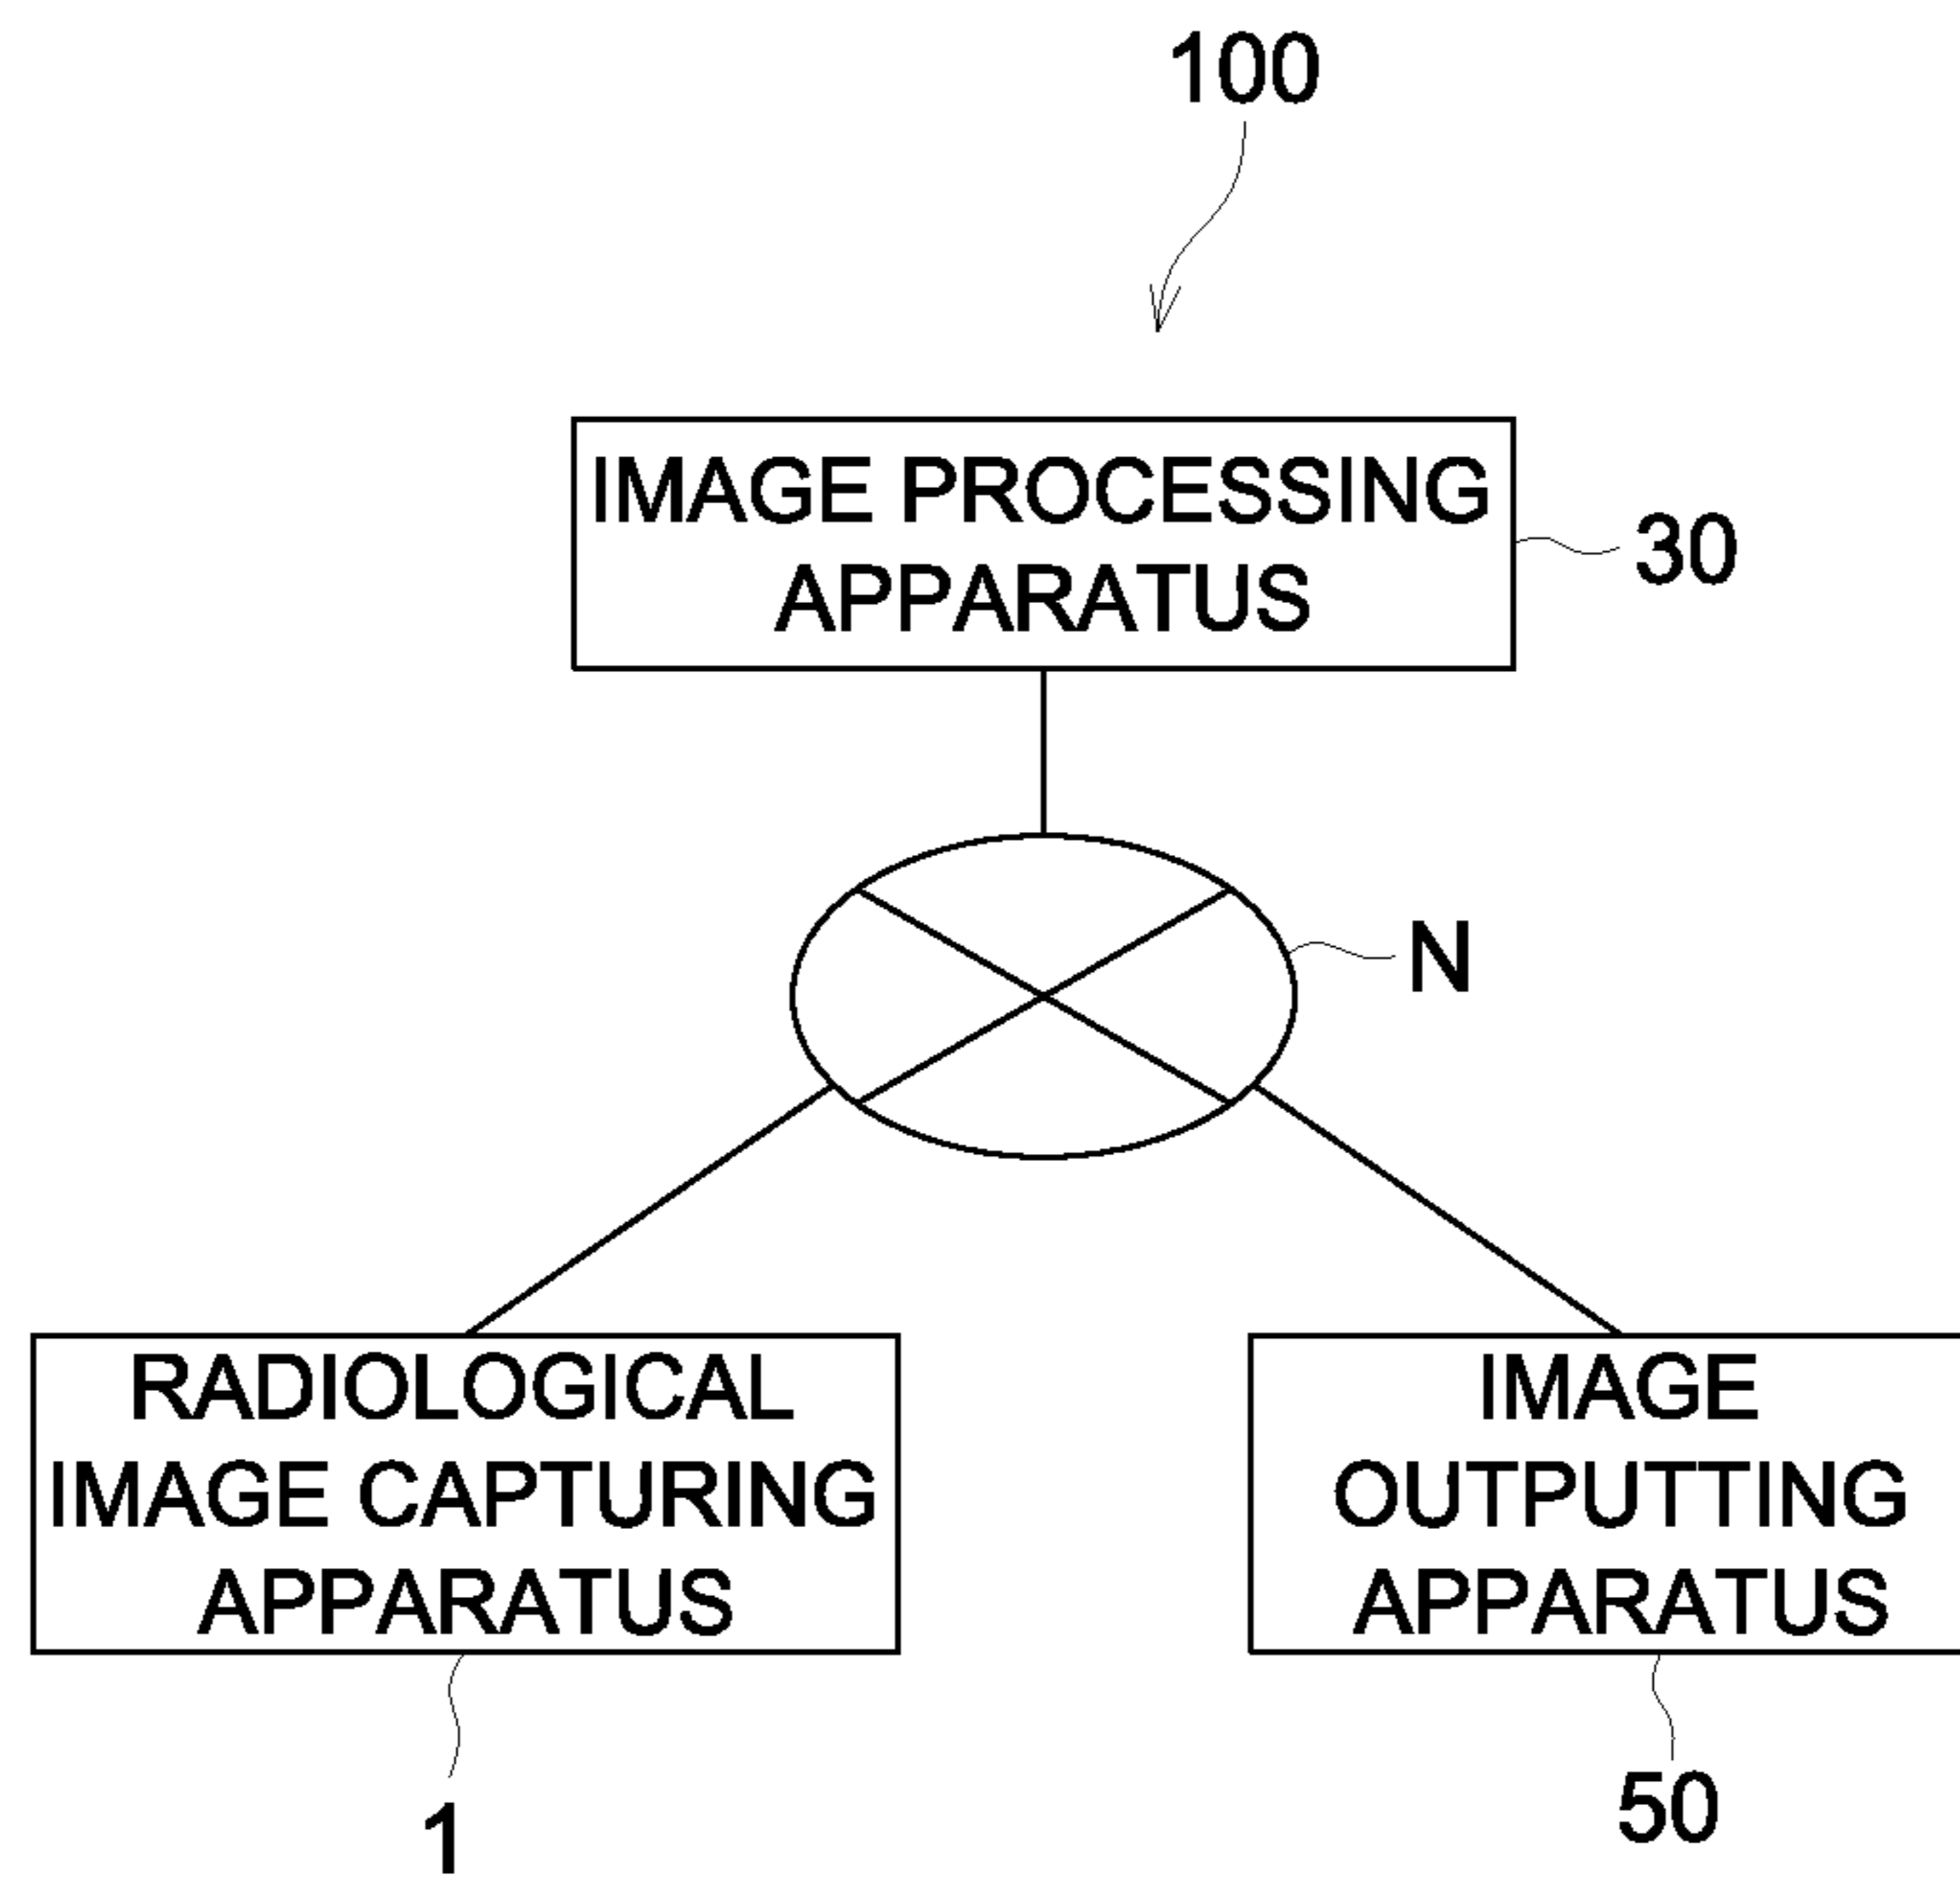 100
IMAGE PROCESSING
APPARATUS
30
N
RADIOLOGICAL
IMAGE CAPTURING
APPARATUS
1
IMAGE
OUTPUTTING
APPARATUS
50